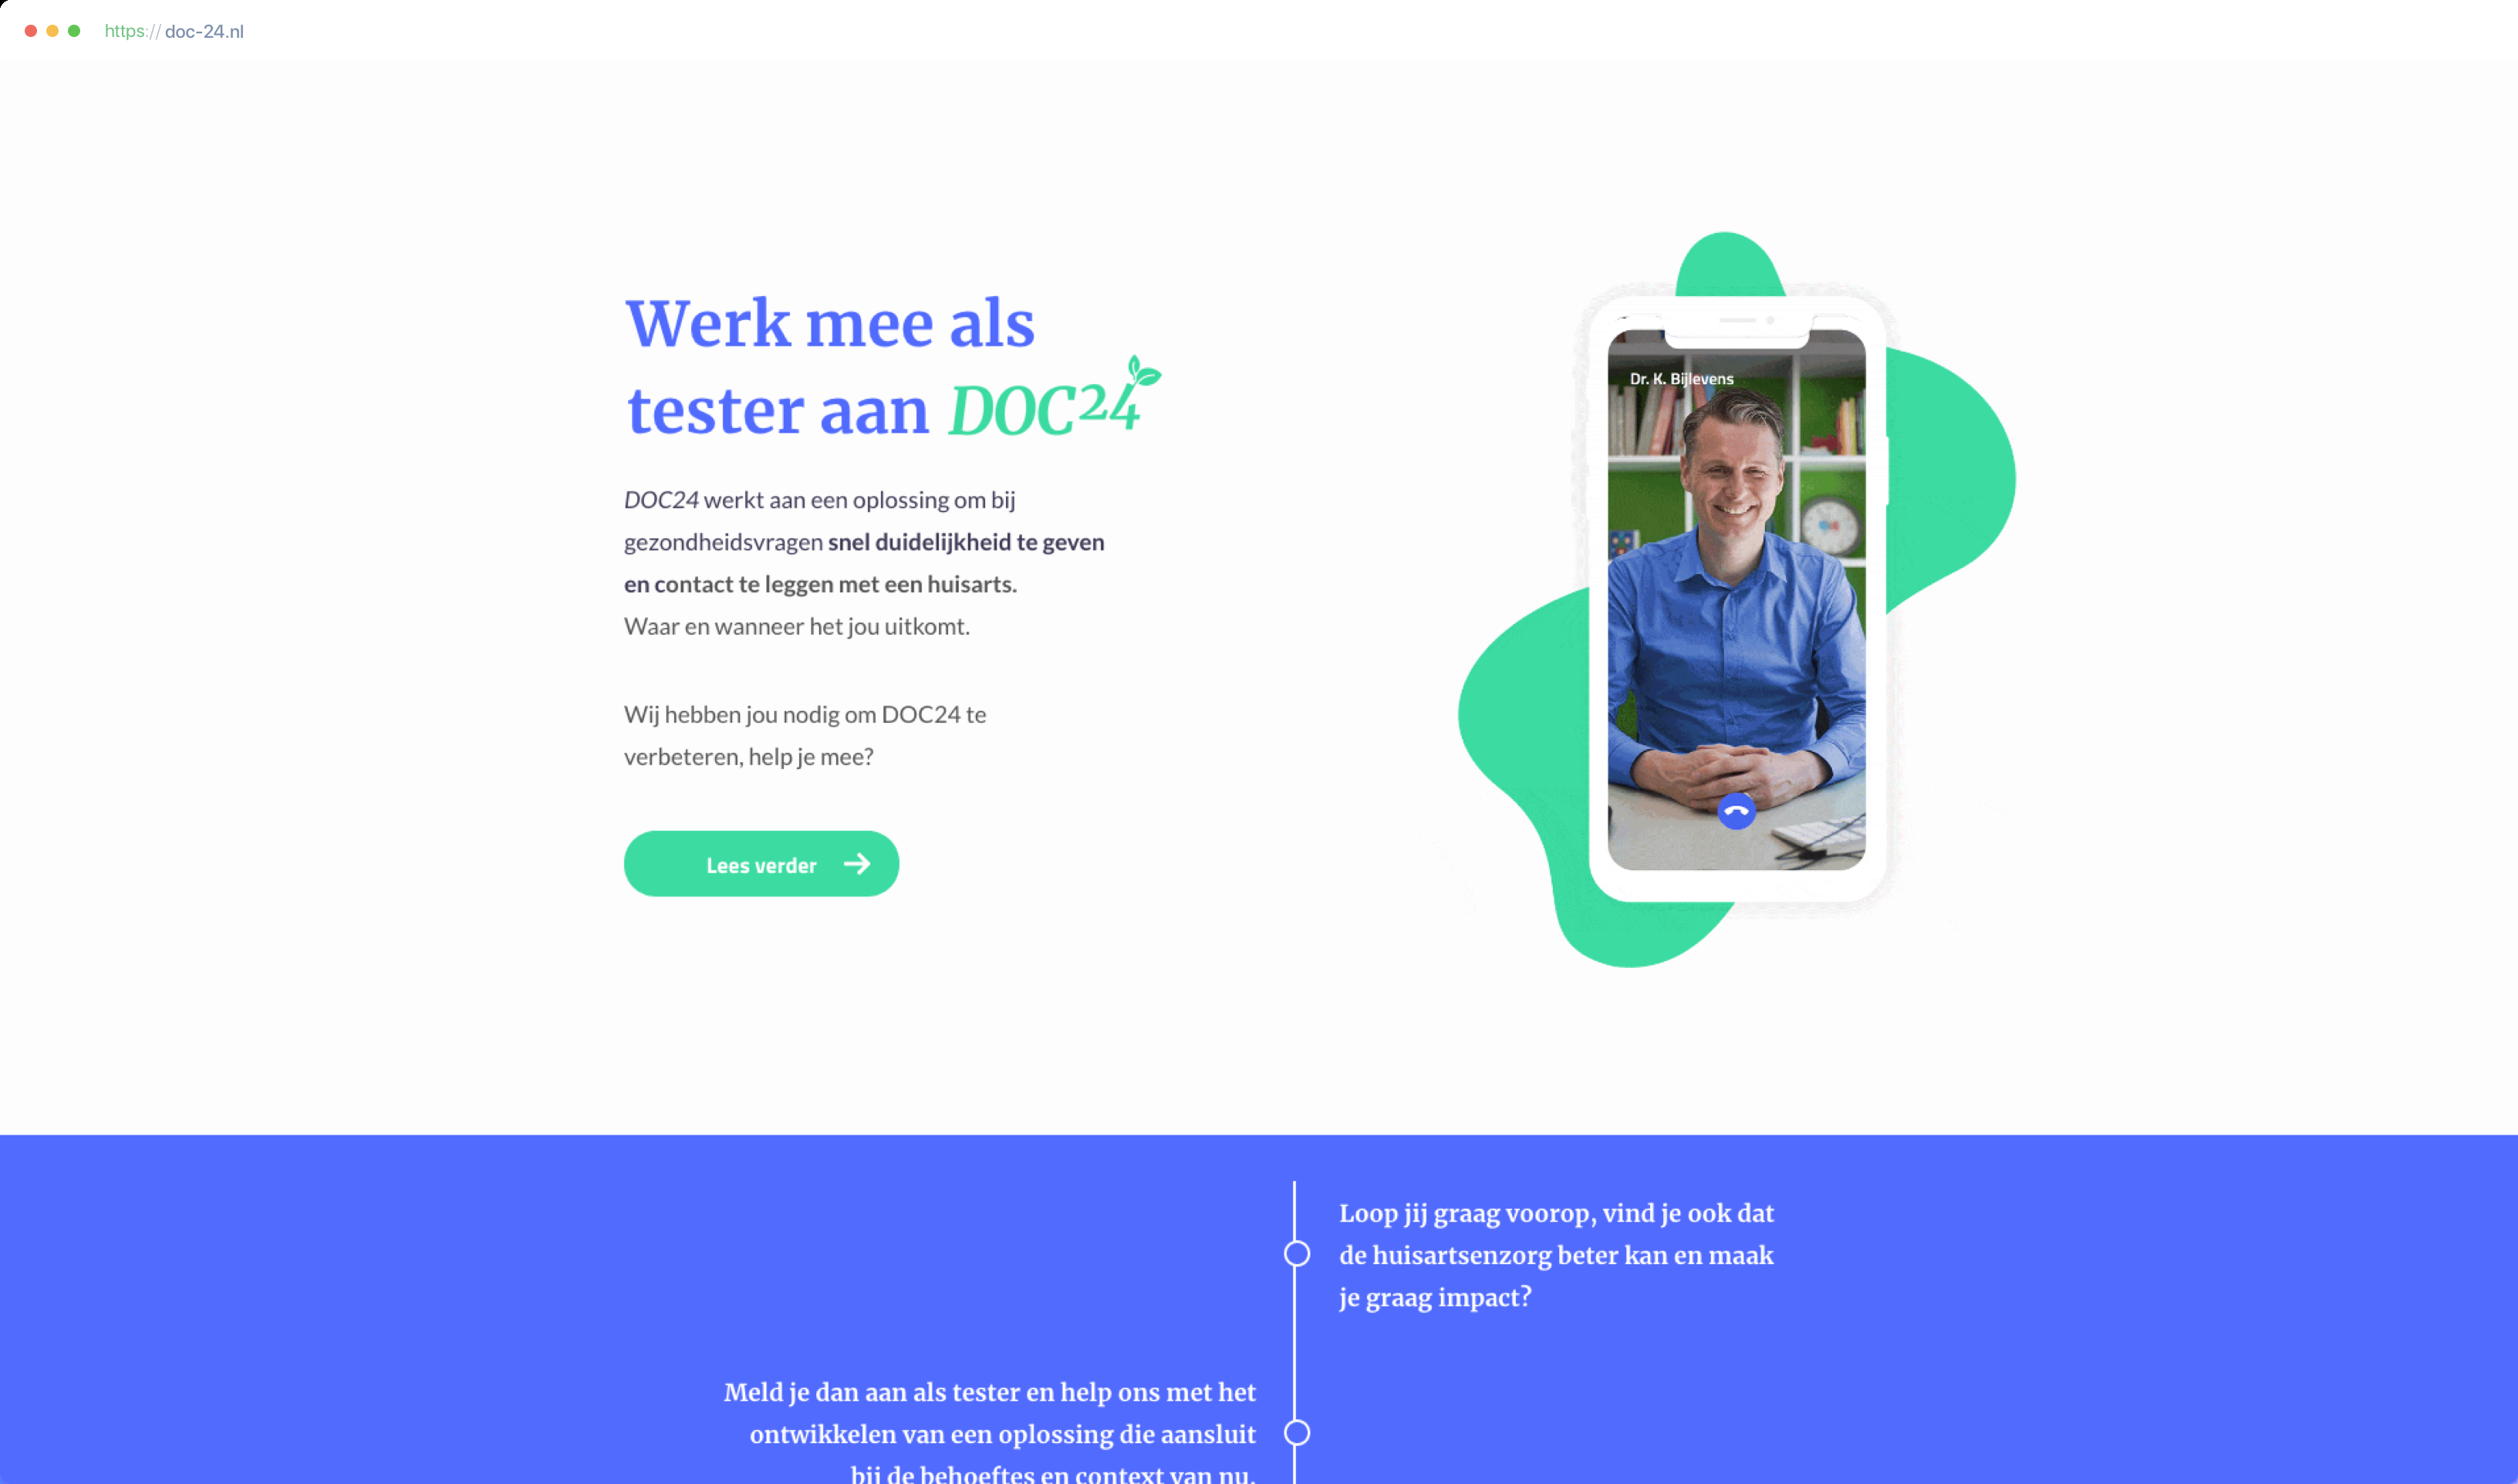 https:// doc-24.nl
Werk mee als
tester aan DOC24
DOC24 werkt aan een oplossing om bij
gezondheidsvragen snel duidelijkheid te geven
en contact te leggen met een huisarts.
Waar en wanneer het jou uitkomt.
Wij hebben jou nodig om DOC24 te
verbeteren, help je mee?
Lees verder
Dr. K. Bijlevens
Loop jij graag voorop, vind je ook dat
de huisartsenzorg beter kan en maak
je graag impact?
Meld je dan aan als tester en help ons met het
ontwikkelen van een oplossing die aansluit
bij de behoeftes en context van nu.